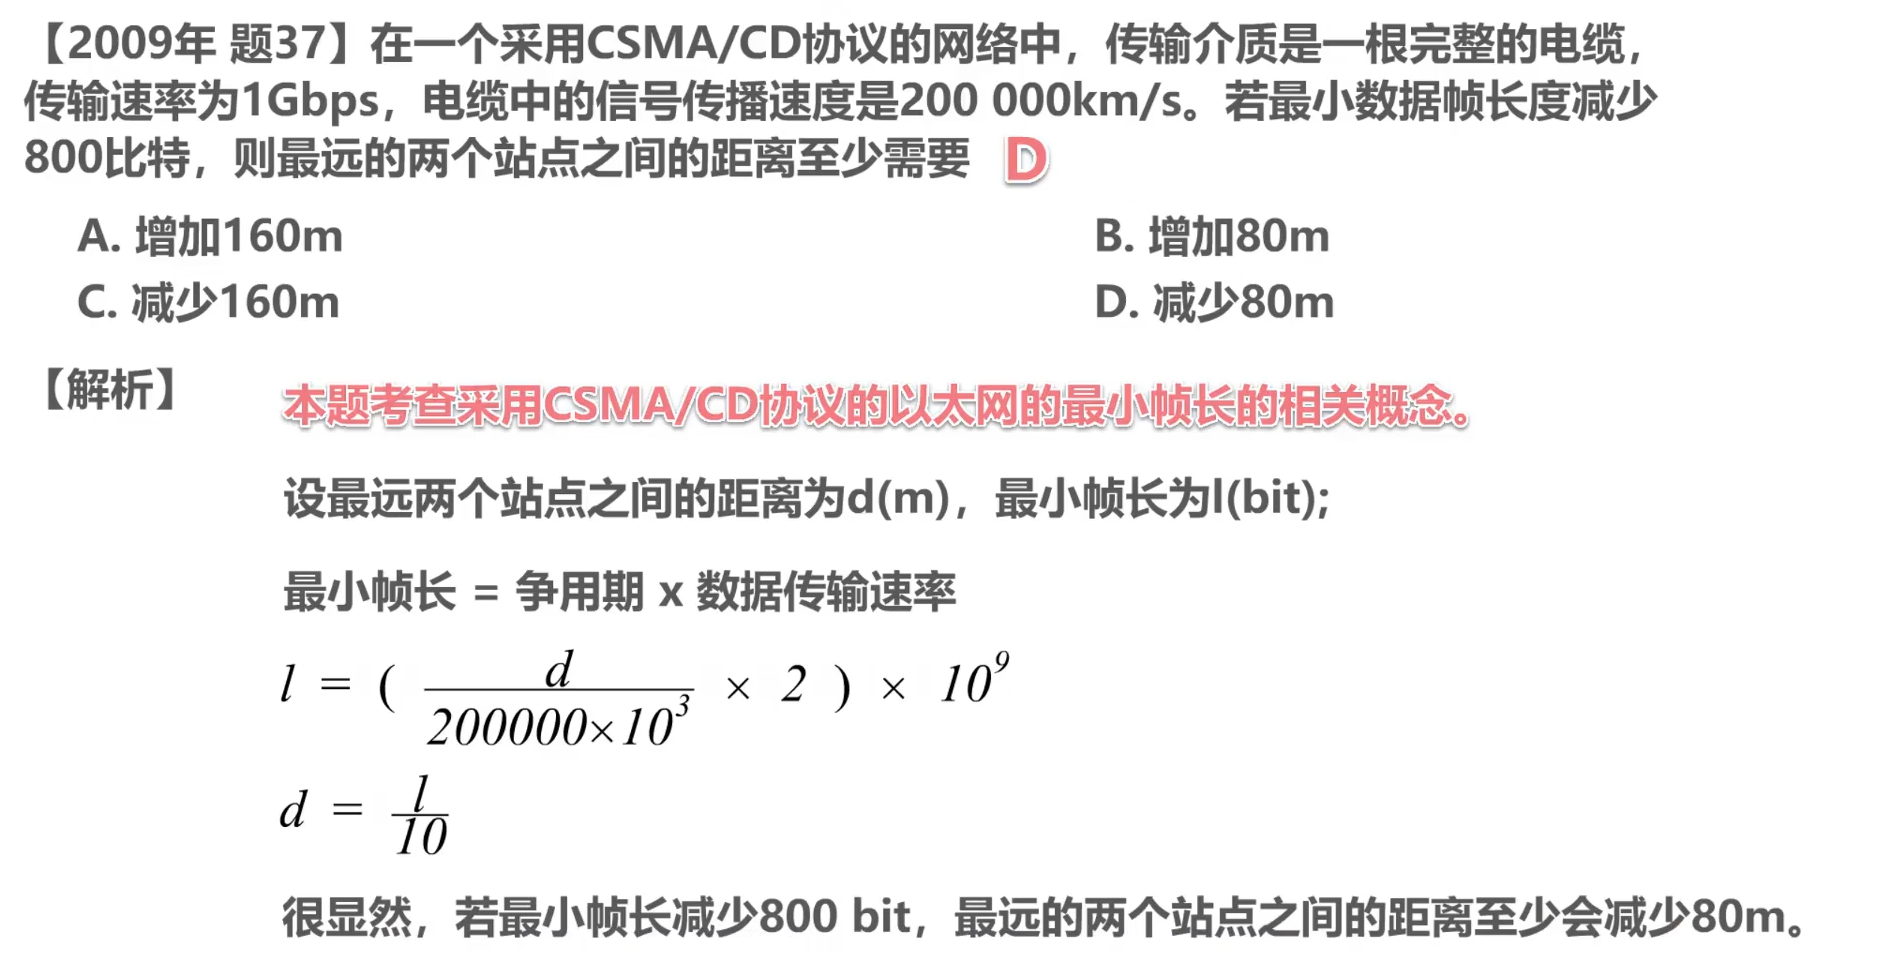 【2009年 题37】在一个采用CSMA/CD协议的网络中，传输介质是一根完整的电缆，
传输速率为1Gbps，电缆中的信号传播速度是200 000km/s。若最小数据帧长度减少
800比特，则最远的两个站点之间的距离至少需要 D
A. 增加160m B. 增加80m
C. 减少160m D. 减少80m
【解析】 本题考查采用CSMA/CD协议的以太网的最小帧长的相关概念。
设最远两个站点之间的距离为d(m)，最小帧长为l(bit);
最小帧长 = 争用期 x 数据传输速率
l = ( d / 200000×10³ × 2 ) × 10⁹
d = l / 10
很显然，若最小帧长减少800 bit，最远的两个站点之间的距离至少会减少80m。